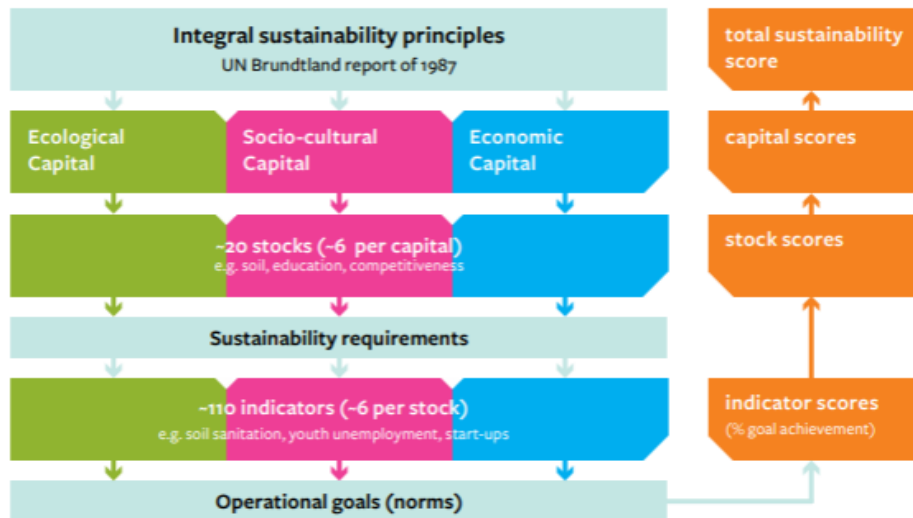 Integral sustainability principles
UN Brundtland report of 1987
Ecological
Capital
Socio-cultural
Capital
Economic
Capital
~20 stocks (~6 per capital)
e.g. soil, education, competitiveness
Sustainability requirements
~110 indicators (~6 per stock)
e.g. soil sanitation, youth unemployment, start-ups
Operational goals (norms)
total sustainability
score
capital scores
stock scores
indicator scores
(% goal achievement)